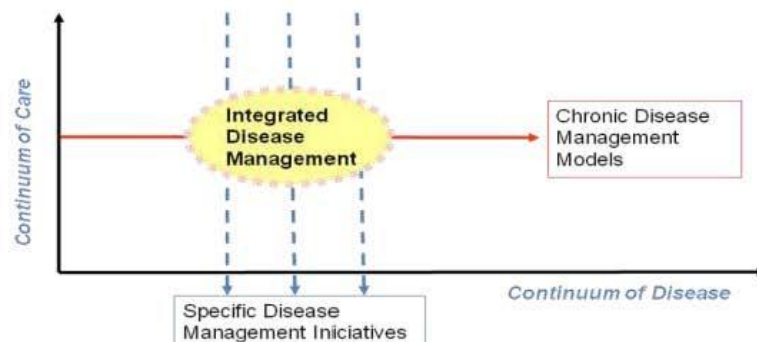 Continuum of Care
Integrated
Disease
Management
Chronic Disease
Management
Models
Continuum of Disease
Specific Disease
Management Iniciatives